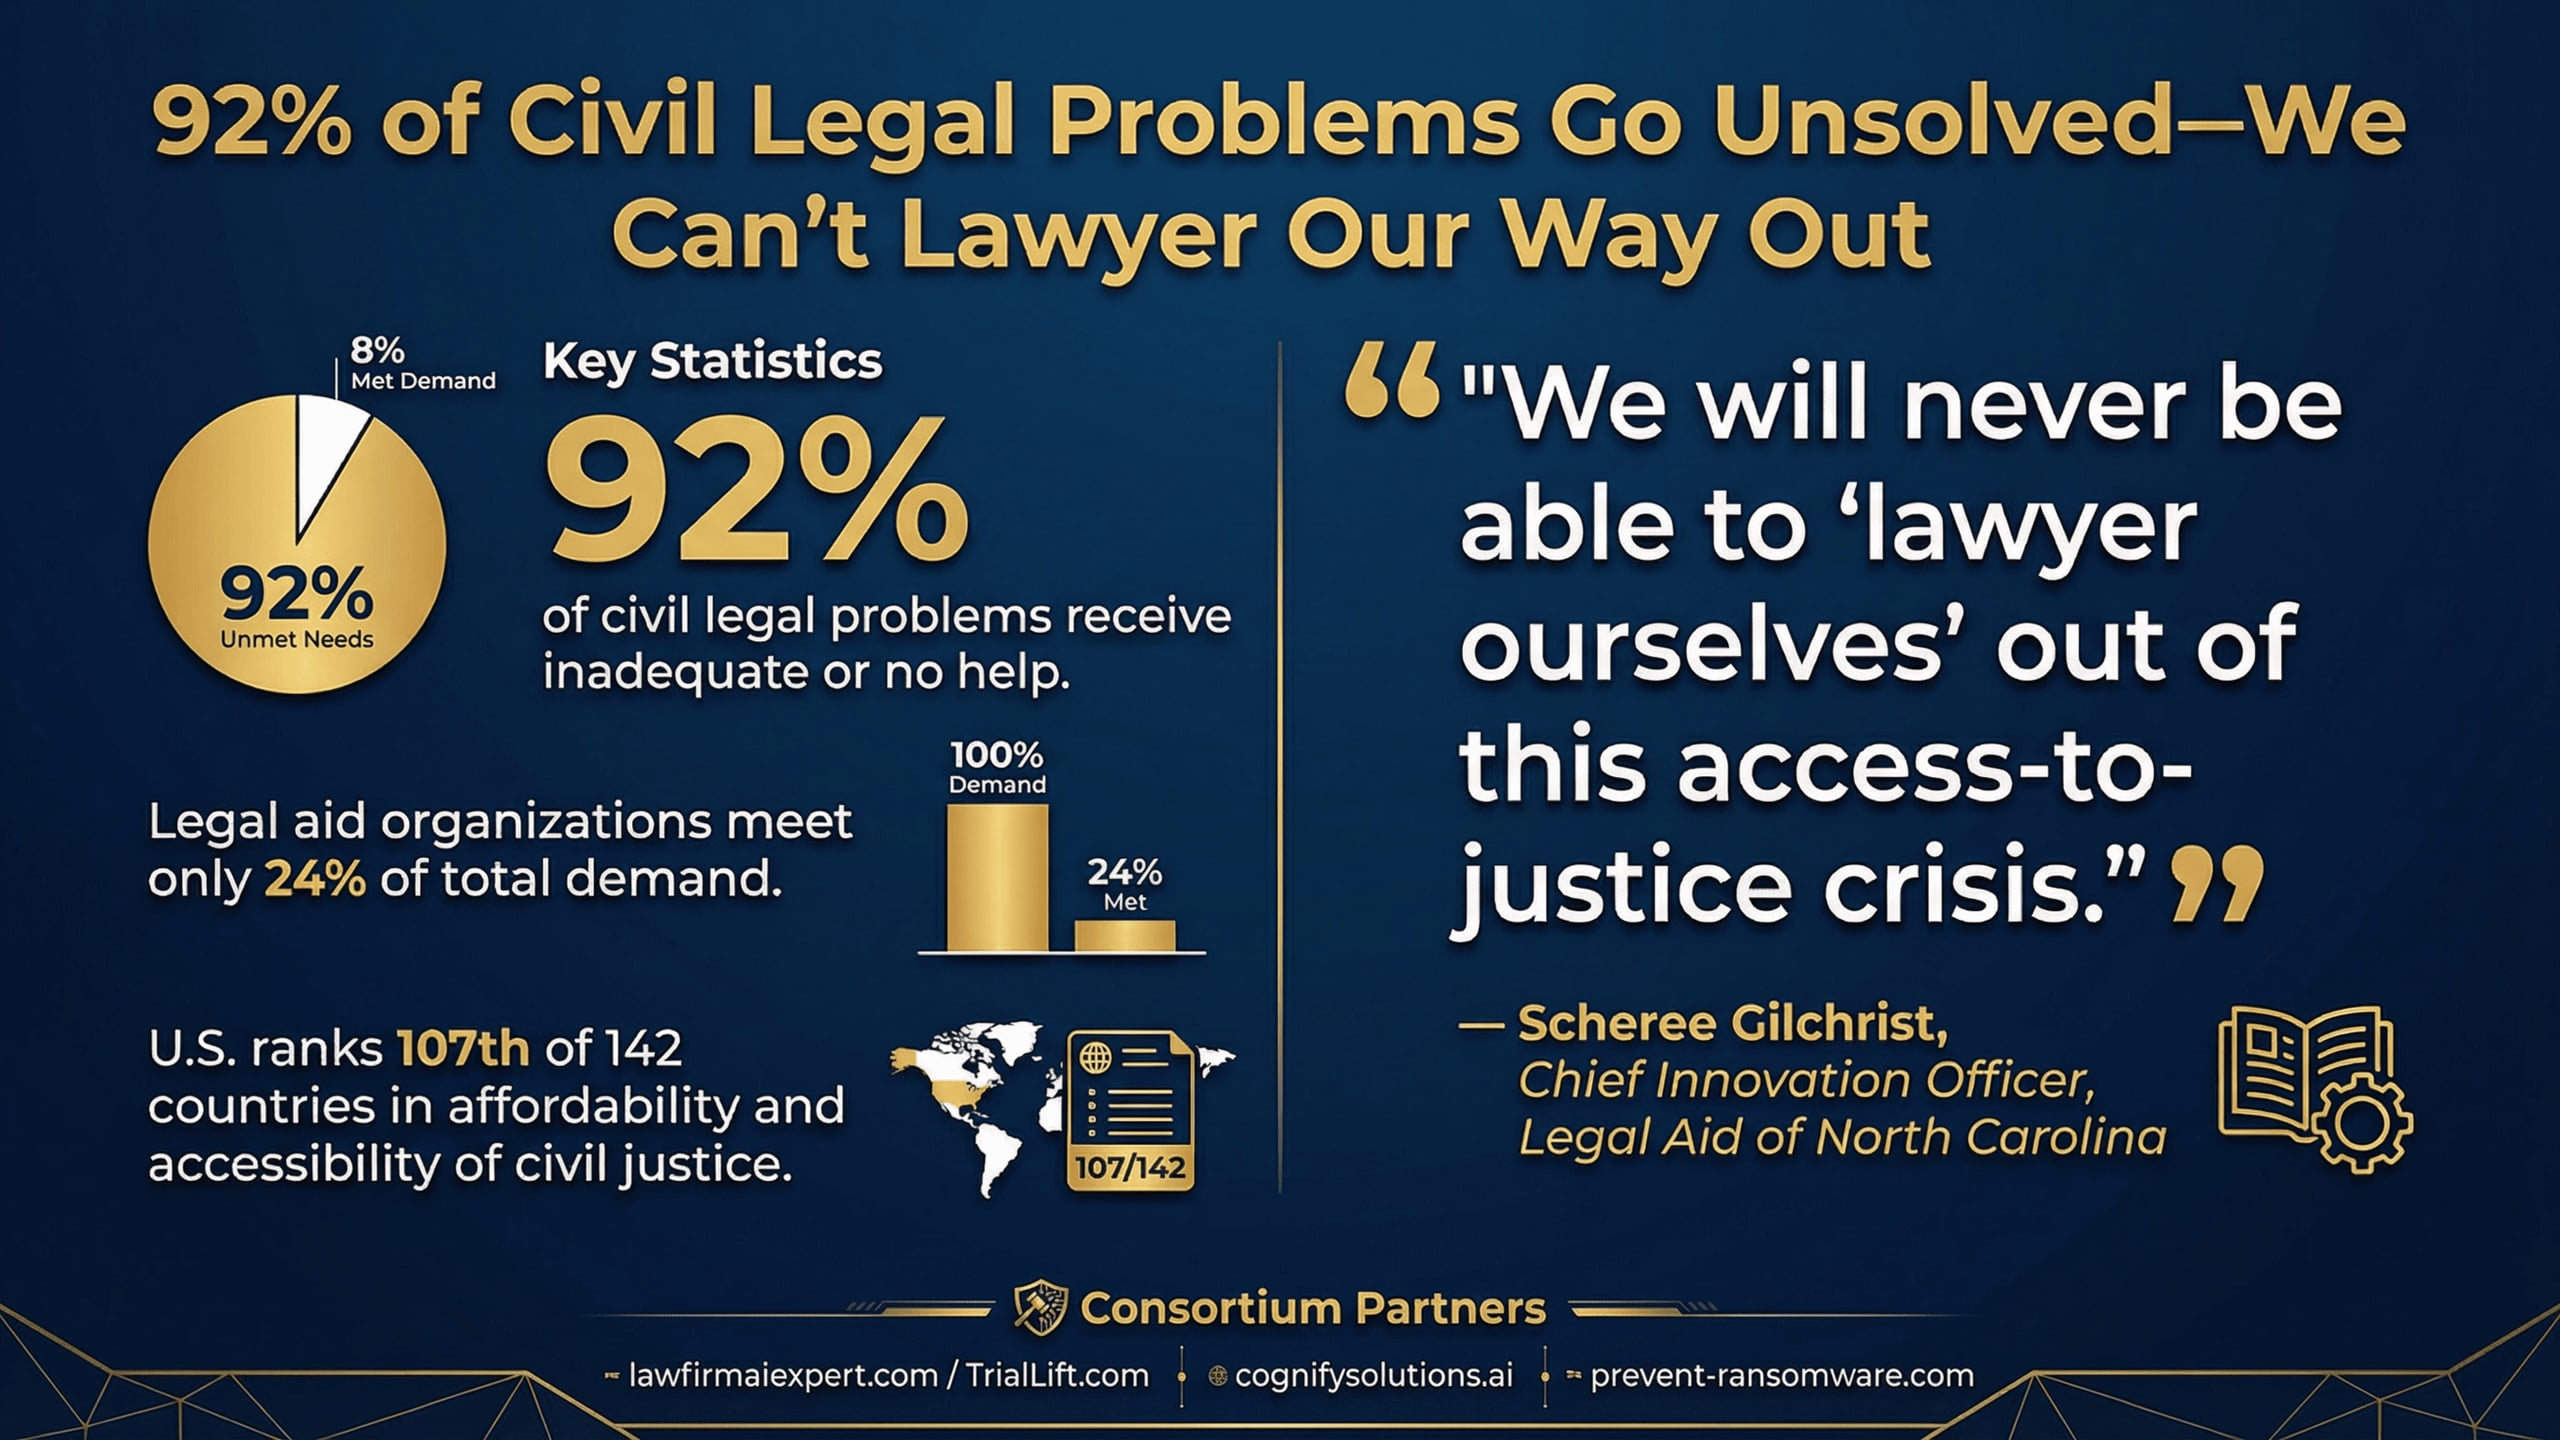 92% of Civil Legal Problems Go Unsolved—We
Can’t Lawyer Our Way Out
8%
Met Demand
92%
Unmet Needs
Key Statistics
92%
of civil legal problems receive
inadequate or no help.
Legal aid organizations meet
only 24% of total demand.
100%
Demand
24%
Met
U.S. ranks 107th of 142
countries in affordability and
accessibility of civil justice.
107/142
“ "We will never be
able to ‘lawyer
ourselves’ out of
this access-to-
justice crisis.” ”
— Scheree Gilchrist,
Chief Innovation Officer,
Legal Aid of North Carolina
Consortium Partners
lawfirmaiexpert.com / TrialLift.com
cognifysolutions.ai
prevent-ransomware.com